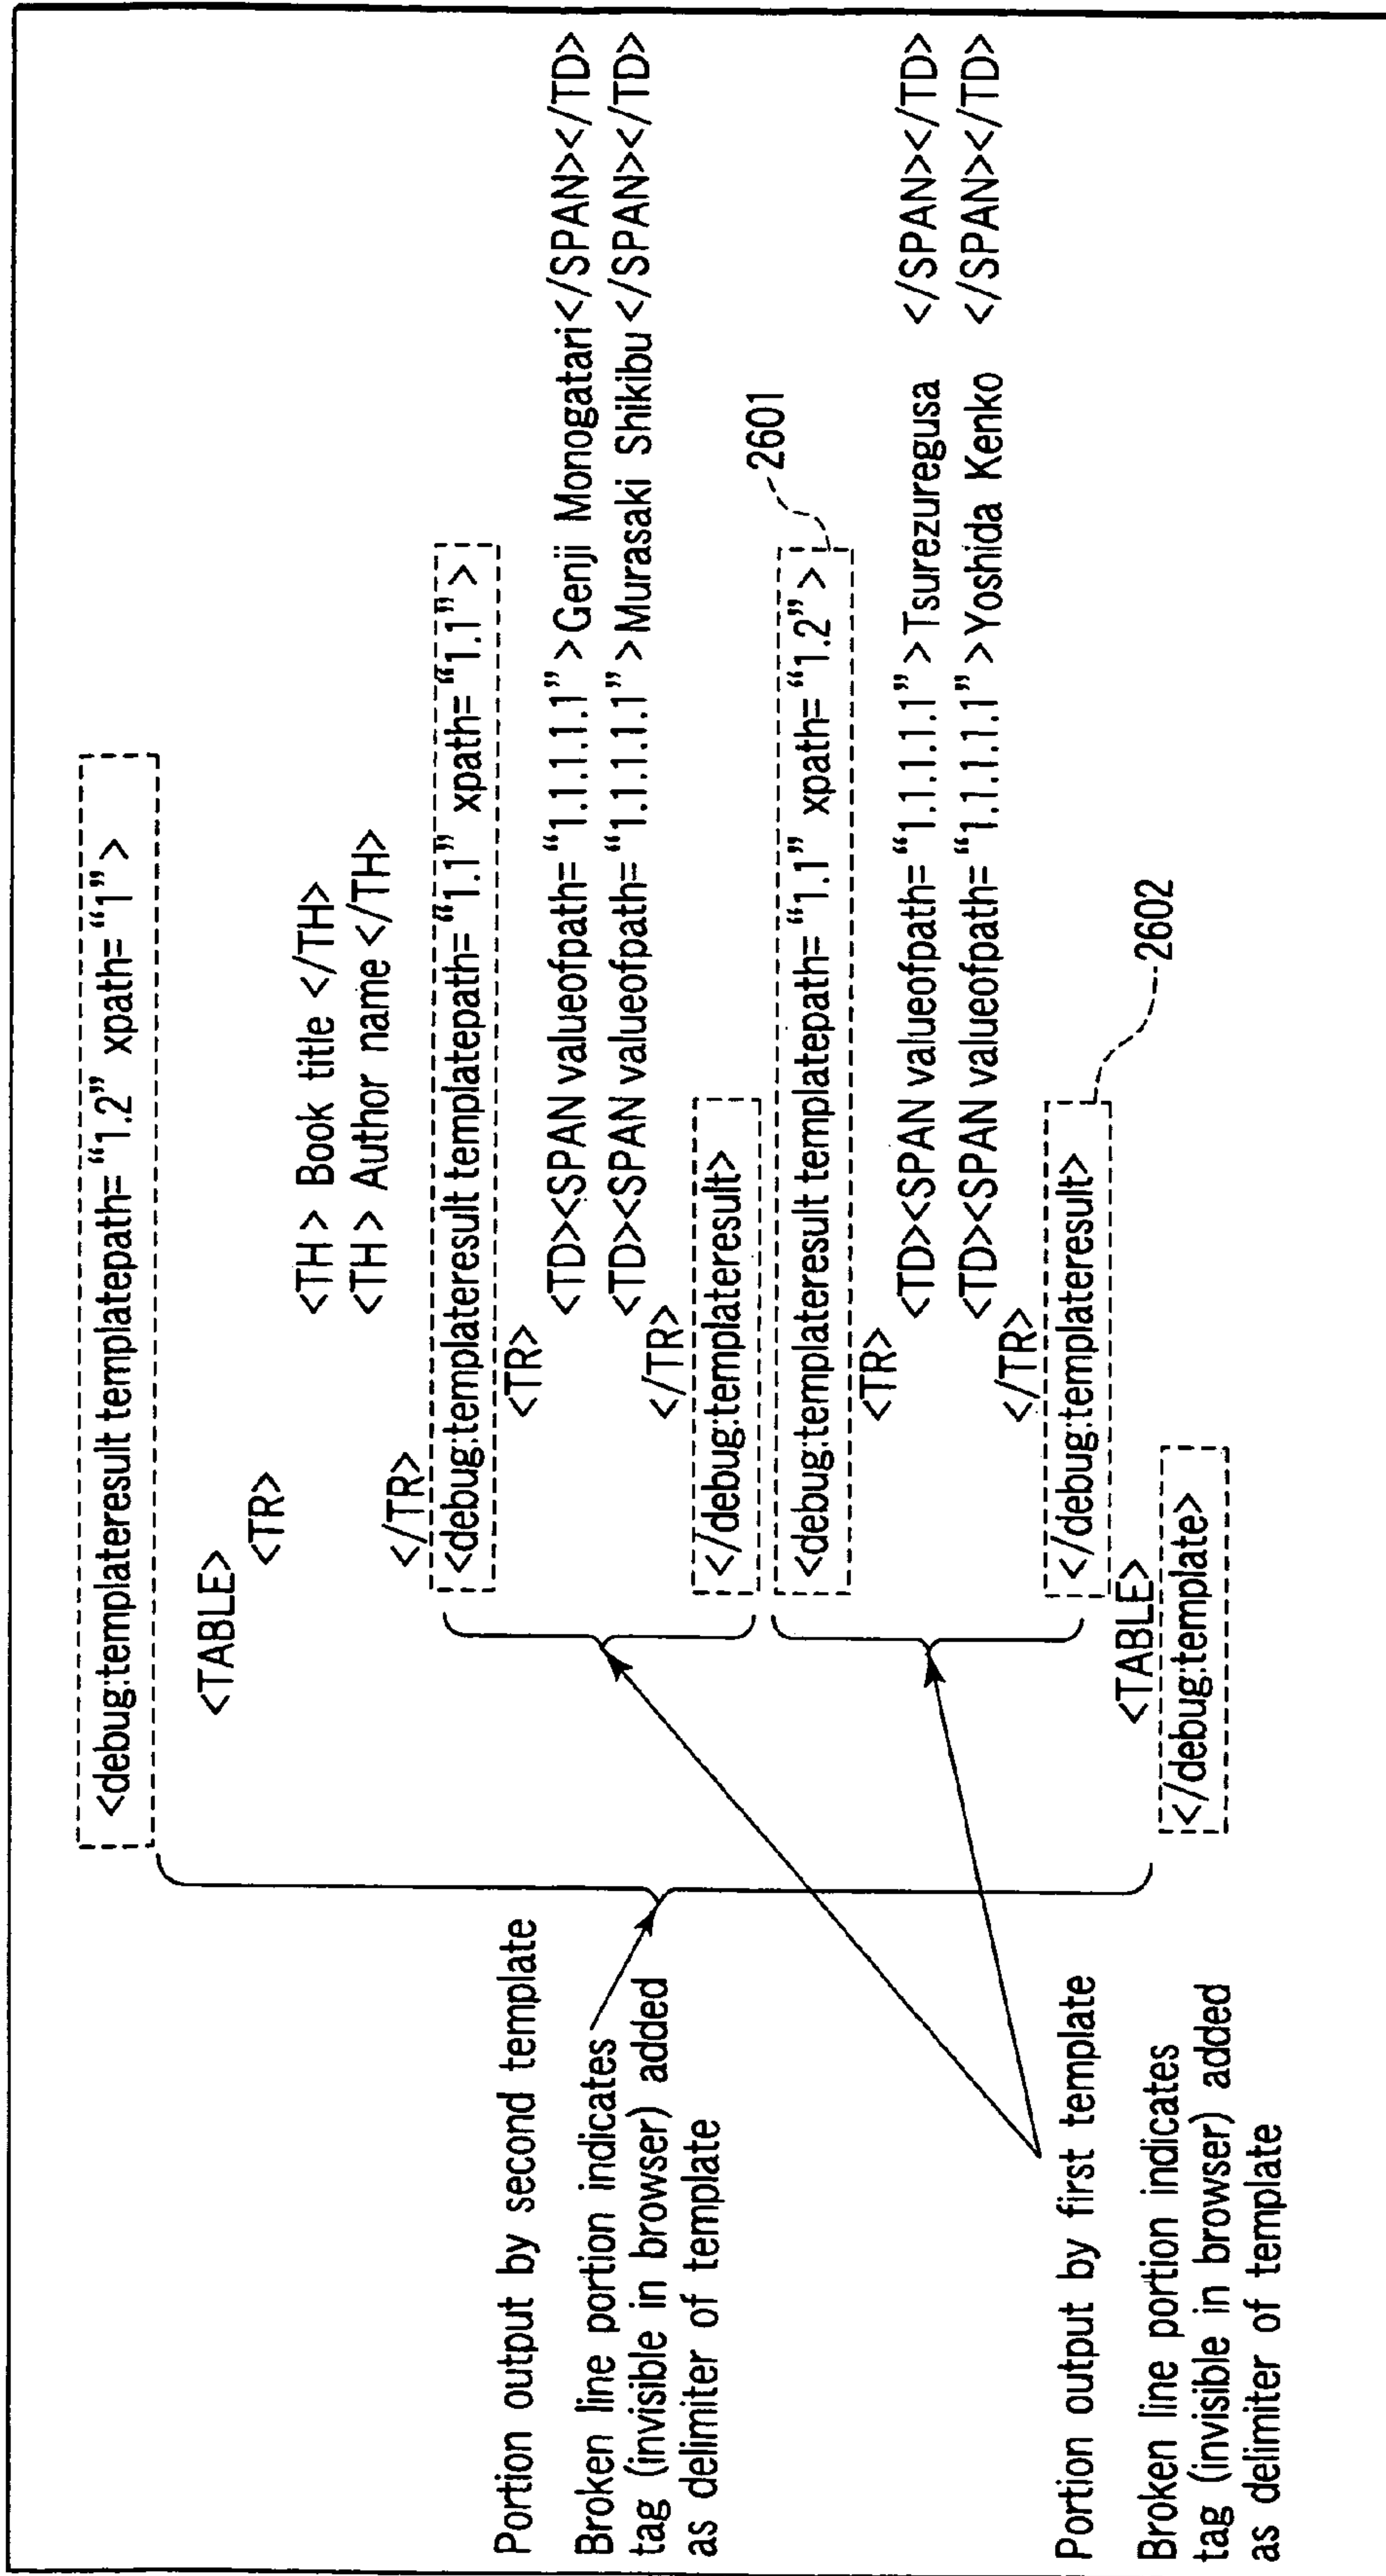 <debug:templateresult templatepath=“1.2” xpath=“1”>
<TABLE>
<TR>
<TH> Book title </TH>
<TH> Author name </TH>
</TR>
<debug:templateresult templatepath=“1.1” xpath=“1.1”>
<TR>
<TD><SPAN valueofpath=“1.1.1.1.1”>Genji Monogatari</SPAN></TD>
<TD><SPAN valueofpath=“1.1.1.1.1”>Murasaki Shikibu</SPAN></TD>
</TR>
</debug:templateresult>
<debug:templateresult templatepath=“1.1” xpath=“1.2”>
2601
<TR>
<TD><SPAN valueofpath=“1.1.1.1.1”>Tsurezuregusa </SPAN></TD>
<TD><SPAN valueofpath=“1.1.1.1.1”>Yoshida Kenko </SPAN></TD>
</TR>
</debug:templateresult>
2602
<TABLE>
</debug:template>
Portion output by second template
Broken line portion indicates
tag (invisible in browser) added
as delimiter of template
Portion output by first template
Broken line portion indicates
tag (invisible in browser) added
as delimiter of template